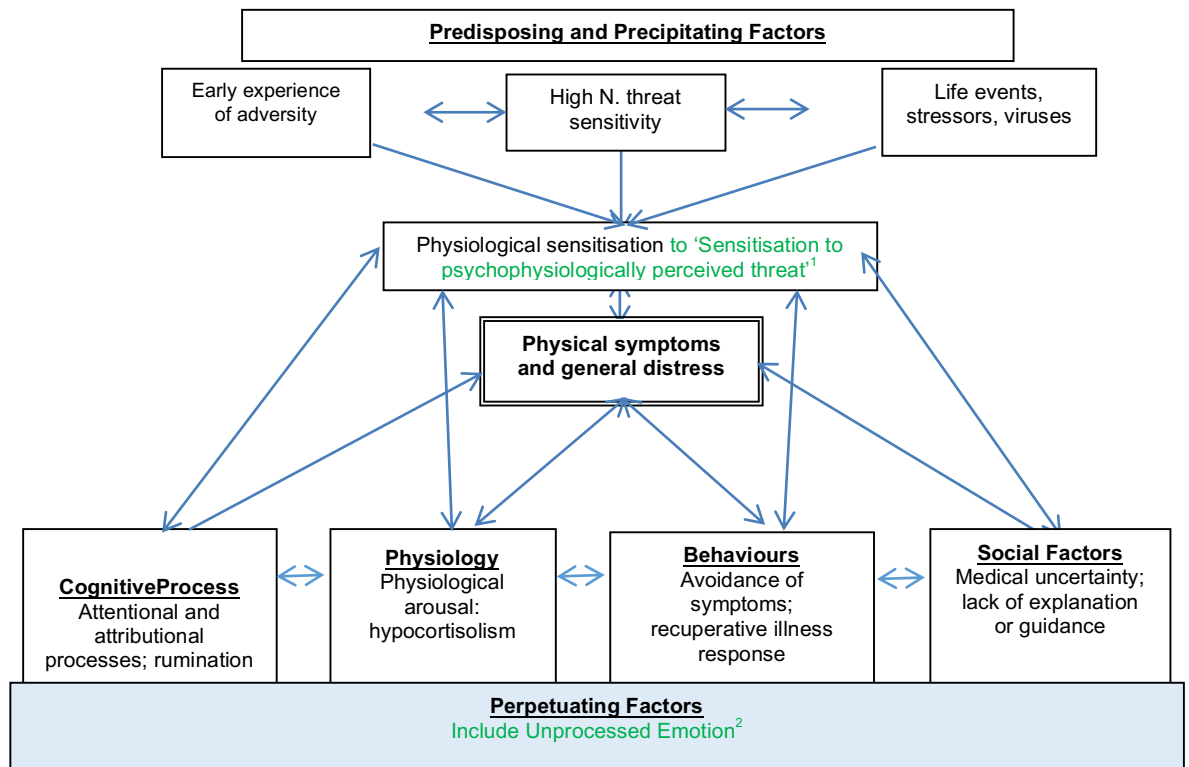 Predisposing and Precipitating Factors
Early experience
of adversity
High N. threat
sensitivity
Life events,
stressors, viruses
Physiological sensitisation to ‘Sensitisation to
psychophysiologically perceived threat’¹
Physical symptoms
and general distress
CognitiveProcess
Attentional and
attributional
processes; rumination
Physiology
Physiological
arousal:
hypocortisolism
Behaviours
Avoidance of
symptoms;
recuperative illness
response
Social Factors
Medical uncertainty;
lack of explanation
or guidance
Perpetuating Factors
Include Unprocessed Emotion²